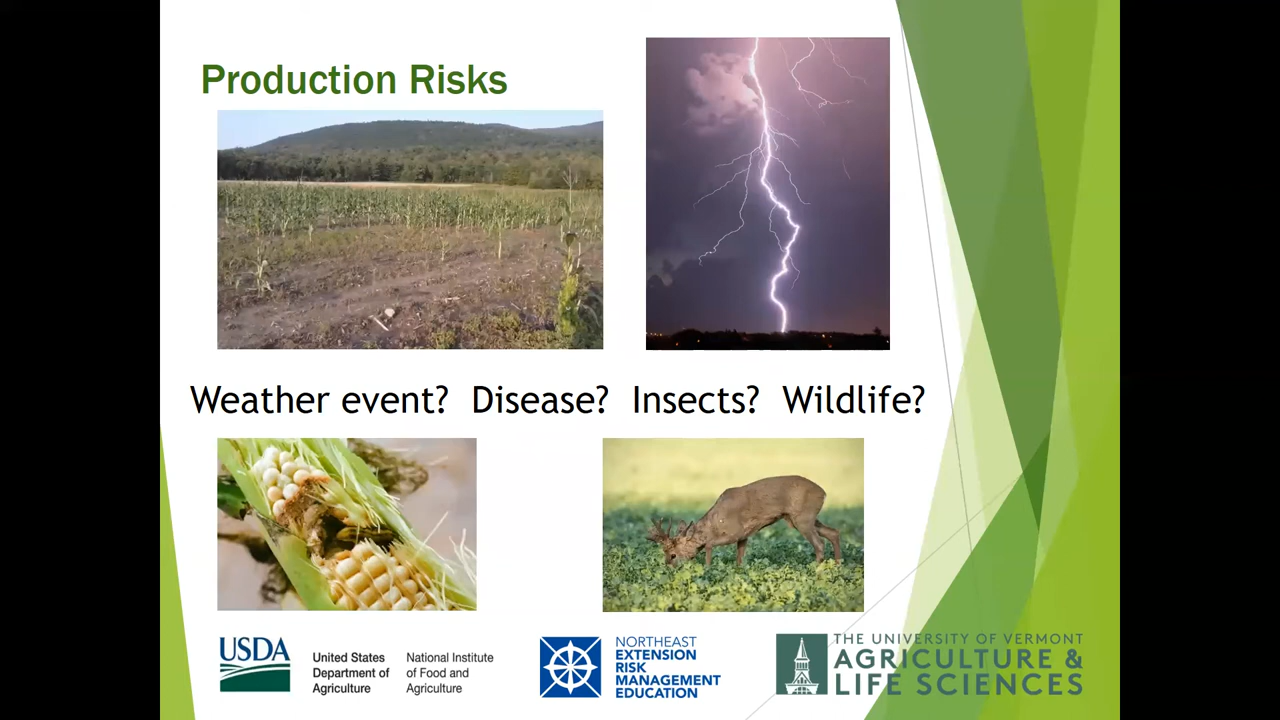 Production Risks
Weather event? Disease? Insects? Wildlife?
USDA
United States
Department of
Agriculture
National Institute
of Food and
Agriculture
NORTHEAST
EXTENSION
RISK
MANAGEMENT
EDUCATION
THE UNIVERSITY OF VERMONT
AGRICULTURE &
LIFE SCIENCES